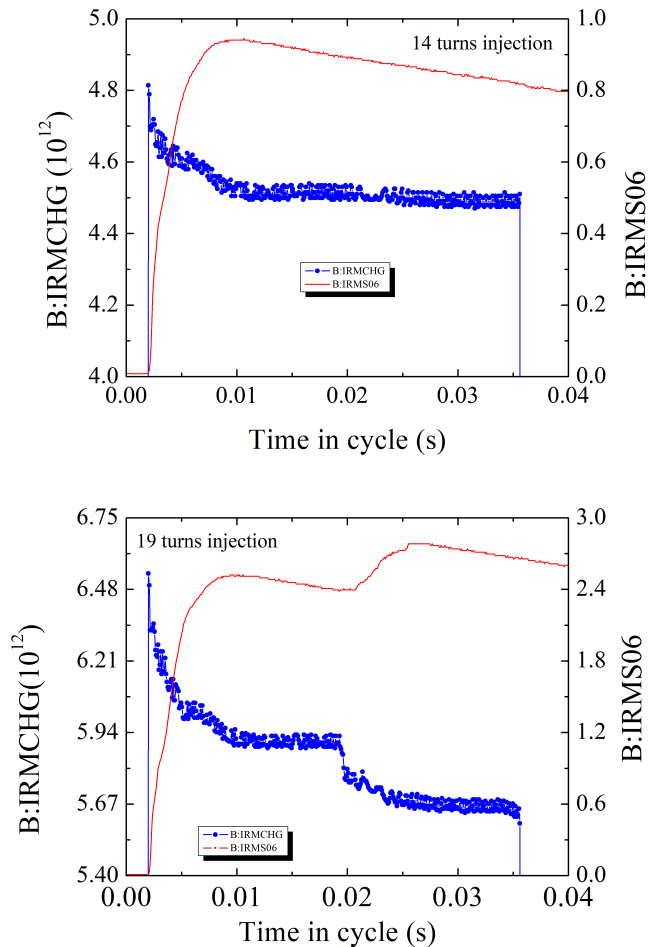 5.0
1.0
14 turns injection
4.8
0.8
B:IRMCHG (10¹²)
4.6
0.6
B:IRMS06
4.4
0.4
B:IRMCHG
B:IRMS06
4.2
0.2
4.0
0.0
0.00 0.01 0.02 0.03 0.04
Time in cycle (s)
6.75
3.0
19 turns injection
6.48
2.4
B:IRMCHG(10¹²)
6.21
1.8
B:IRMS06
5.94
1.2
5.67
0.6
B:IRMCHG
B:IRMS06
5.40
0.0
0.00 0.01 0.02 0.03 0.04
Time in cycle (s)